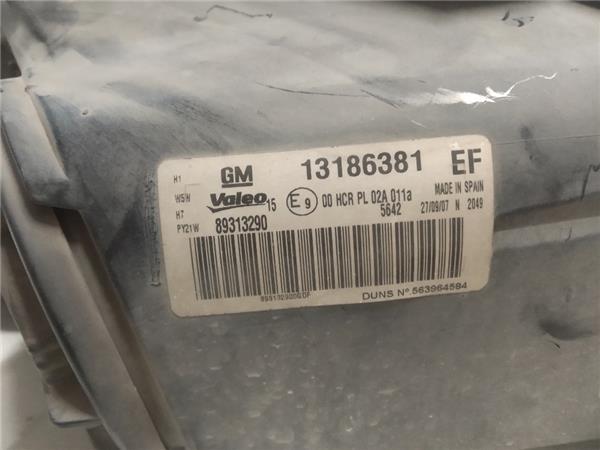 GM 13186381 EF
H1
W5W
H7
PY21W
Valeo 15 E9 00 HCR PL 02A 011a MADE IN SPAIN
89313290 5642 27/09/07 N 2049
DUNS Nº 563964584